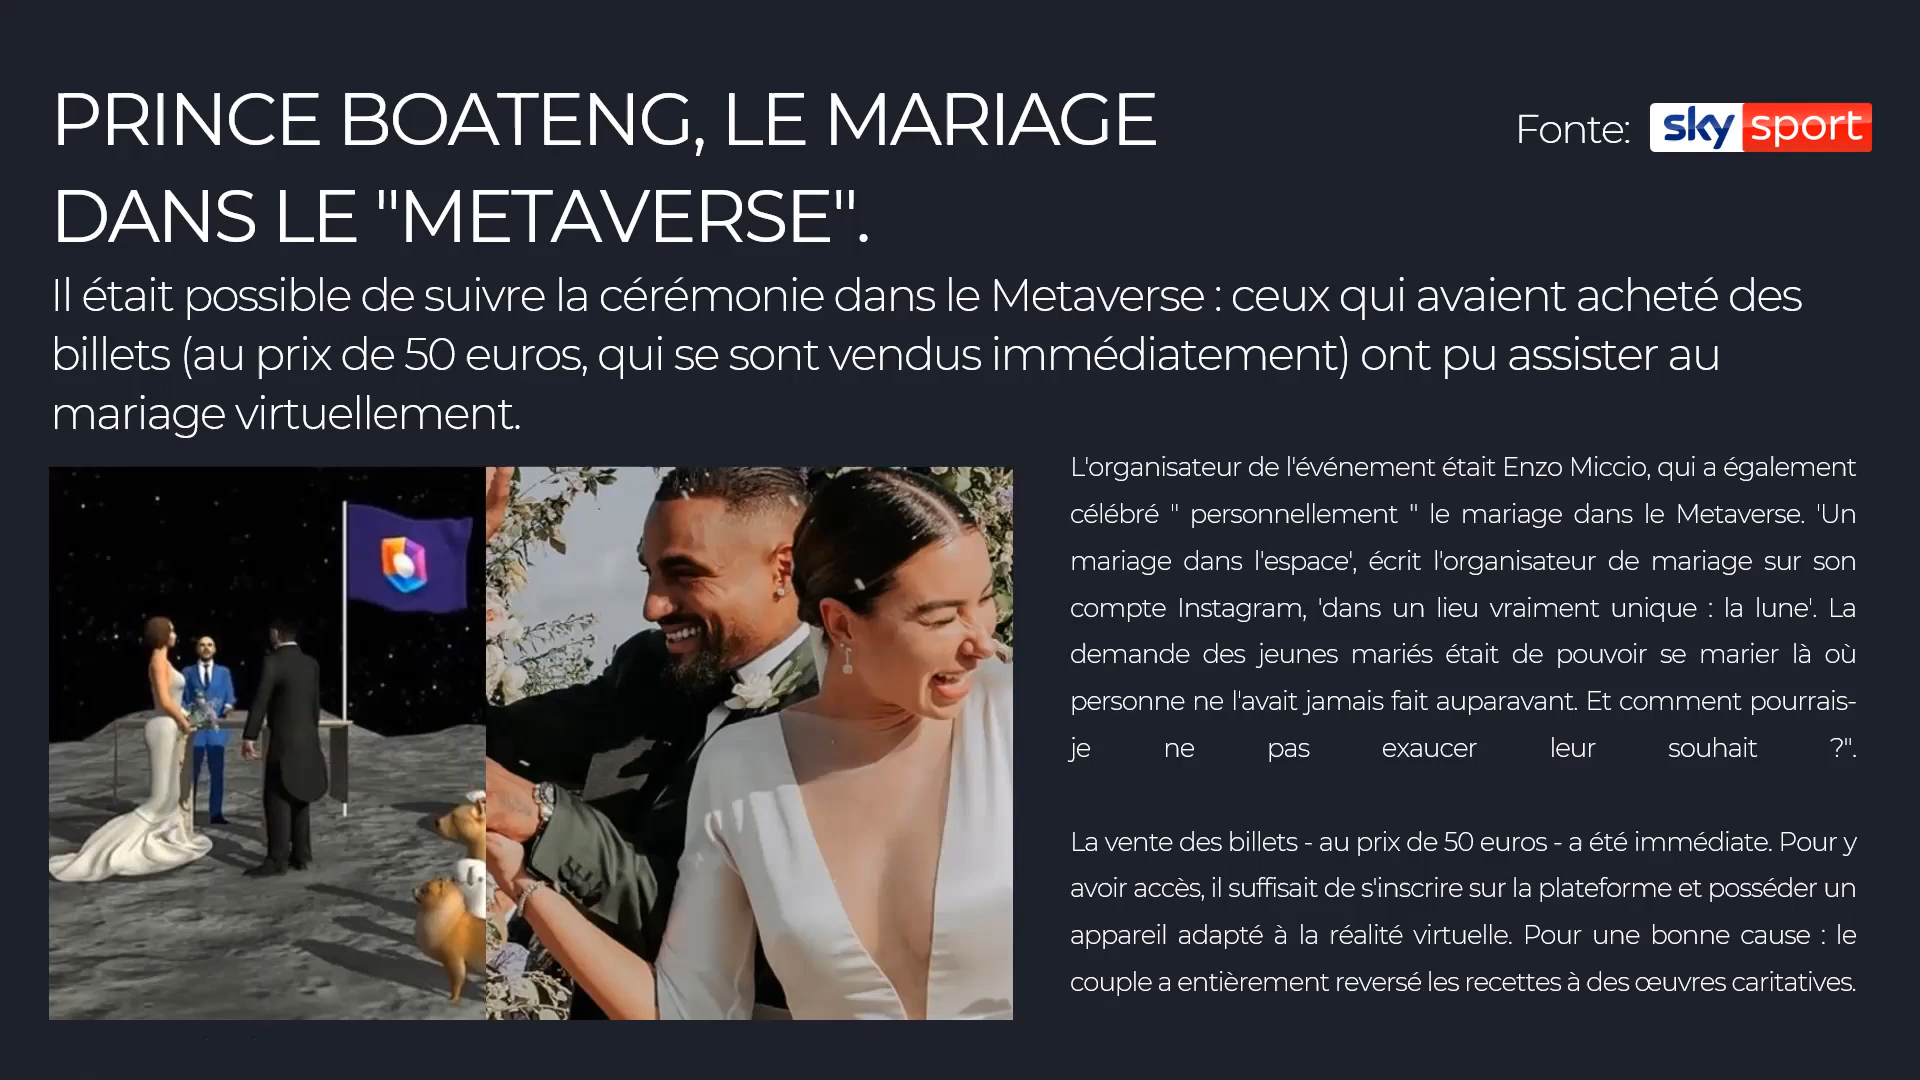 PRINCE BOATENG, LE MARIAGE
DANS LE "METAVERSE".
Fonte: sky sport
Il était possible de suivre la cérémonie dans le Metaverse : ceux qui avaient acheté des
billets (au prix de 50 euros, qui se sont vendus immédiatement) ont pu assister au
mariage virtuellement.
L'organisateur de l'événement était Enzo Miccio, qui a également
célébré " personnellement " le mariage dans le Metaverse. 'Un
mariage dans l'espace', écrit l'organisateur de mariage sur son
compte Instagram, 'dans un lieu vraiment unique : la lune'. La
demande des jeunes mariés était de pouvoir se marier là où
personne ne l'avait jamais fait auparavant. Et comment pourrais-
je ne pas exaucer leur souhait ?".
La vente des billets - au prix de 50 euros - a été immédiate. Pour y
avoir accès, il suffisait de s'inscrire sur la plateforme et posséder un
appareil adapté à la réalité virtuelle. Pour une bonne cause : le
couple a entièrement reversé les recettes à des œuvres caritatives.